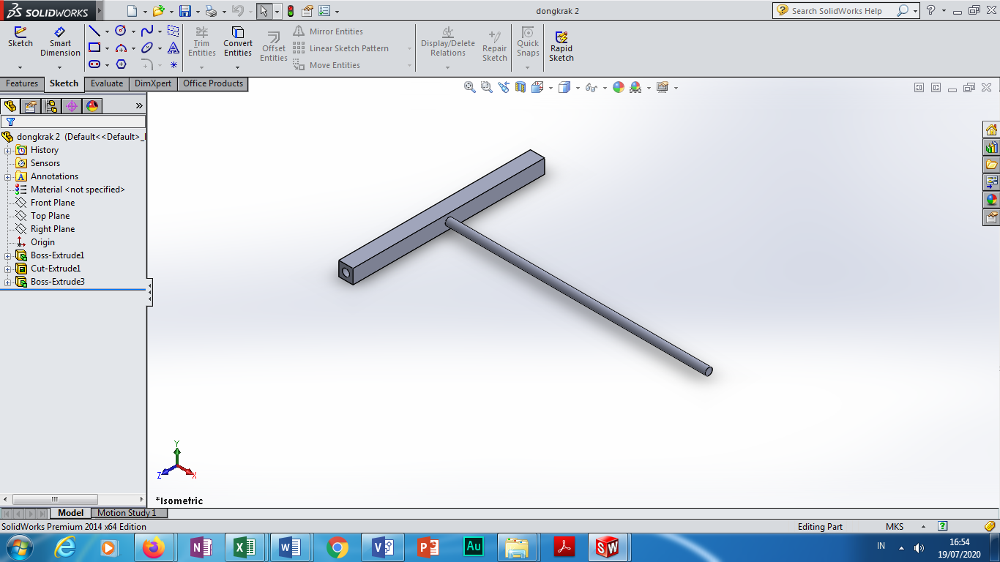 SOLIDWORKS
dongkrak 2
Search SolidWorks Help
Sketch
Smart Dimension
Trim Entities
Convert Entities
Offset Entities
Mirror Entities
Linear Sketch Pattern
Move Entities
Display/Delete Relations
Repair Sketch
Quick Snaps
Rapid Sketch
Features
Sketch
Evaluate
DimXpert
Office Products
dongkrak 2 (Default<<Default>_
History
Sensors
A
Annotations
Material <not specified>
Front Plane
Top Plane
Right Plane
Origin
Boss-Extrude1
Cut-Extrude1
Boss-Extrude3
Y
Z
X
*Isometric
Model
Motion Study 1
SolidWorks Premium 2014 x64 Edition
Editing Part
MKS
Au
SW
IN
16:54
19/07/2020